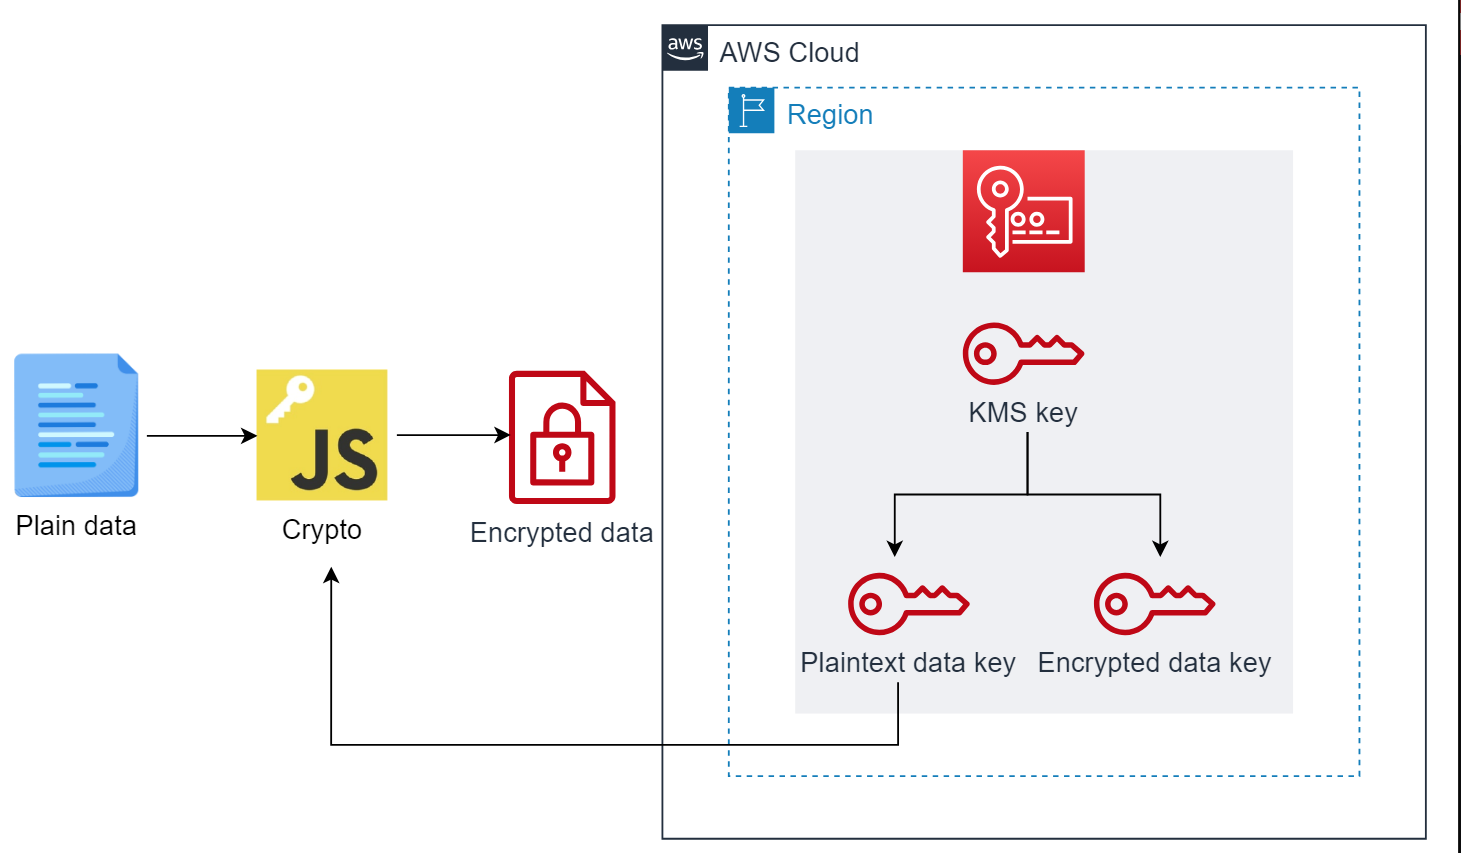 aws
AWS Cloud
Region
KMS key
JS
Plain data
Crypto
Encrypted data
Plaintext data key
Encrypted data key